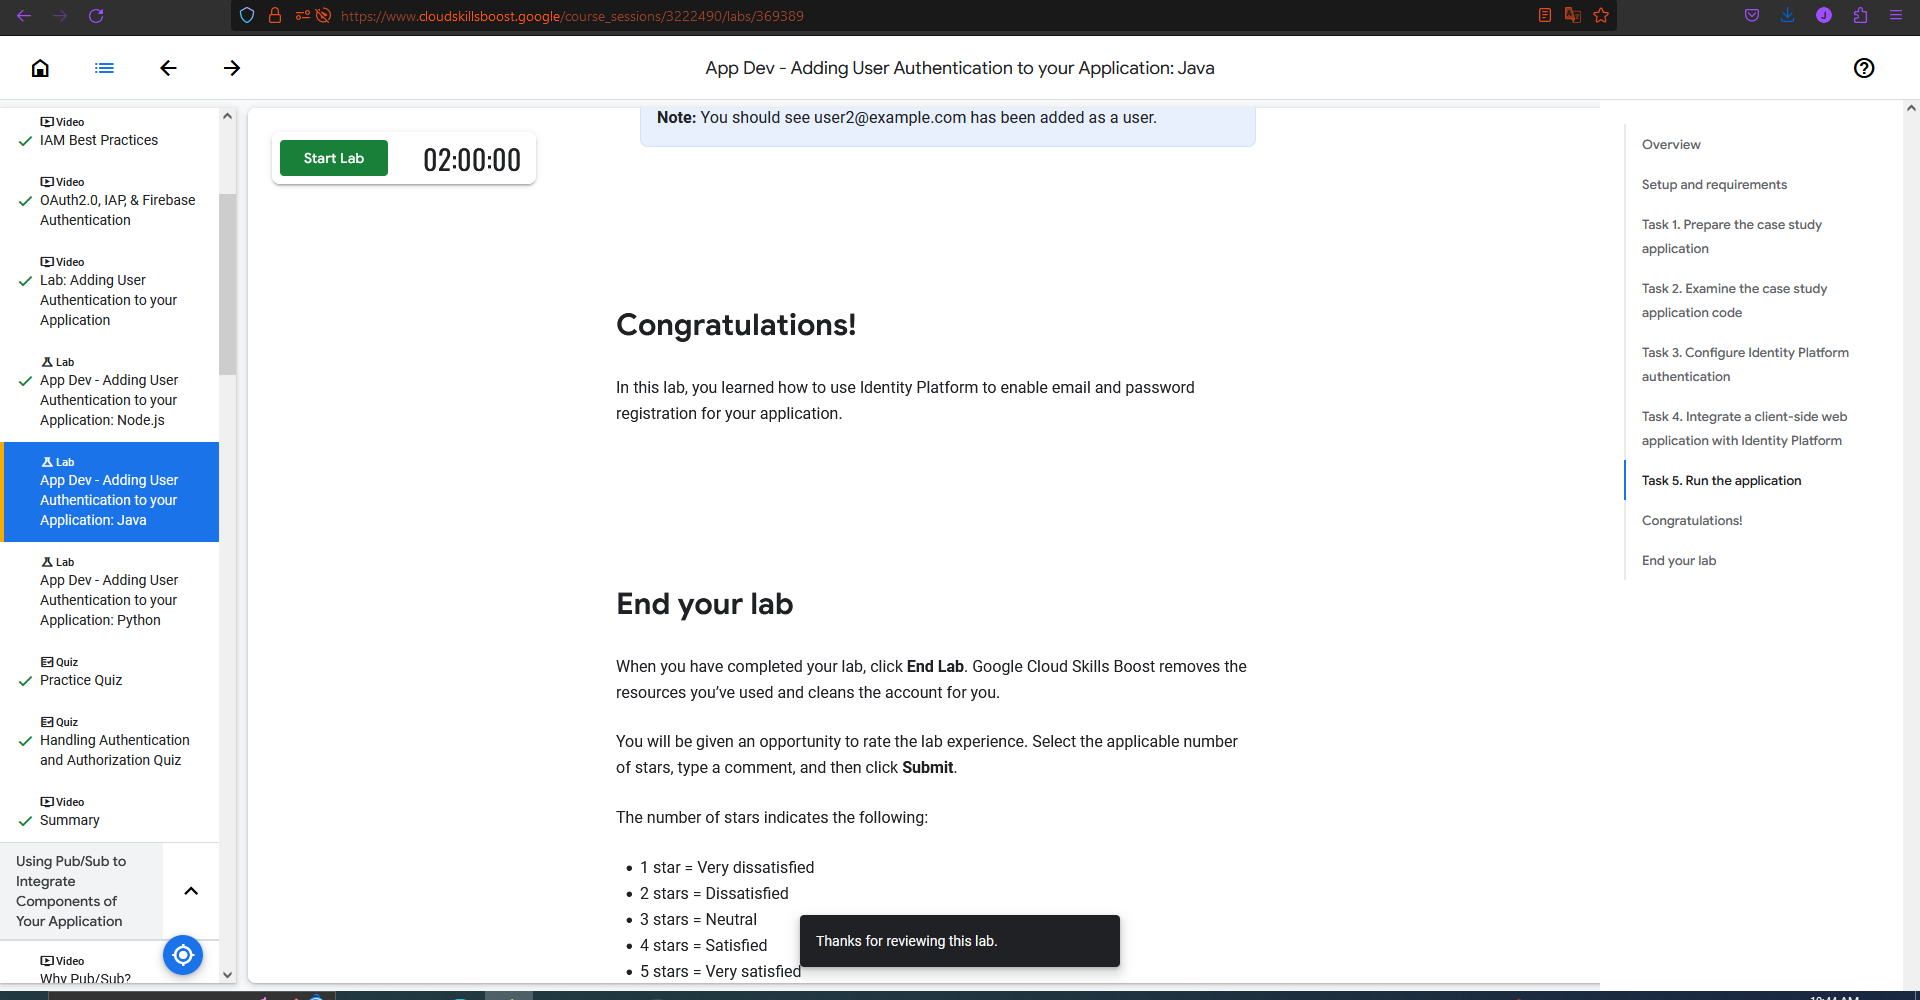 https://www.cloudskillsboost.google/course_sessions/3222490/labs/369389
App Dev - Adding User Authentication to your Application: Java
Video
IAM Best Practices
Video
OAuth2.0, IAP, & Firebase
Authentication
Video
Lab: Adding User
Authentication to your
Application
Lab
App Dev - Adding User
Authentication to your
Application: Node.js
Lab
App Dev - Adding User
Authentication to your
Application: Java
Lab
App Dev - Adding User
Authentication to your
Application: Python
Quiz
Practice Quiz
Quiz
Handling Authentication
and Authorization Quiz
Video
Summary
Using Pub/Sub to
Integrate
Components of
Your Application
Video
Why Pub/Sub?
Start Lab
02:00:00
Note: You should see user2@example.com has been added as a user.
Congratulations!
In this lab, you learned how to use Identity Platform to enable email and password
registration for your application.
End your lab
When you have completed your lab, click End Lab. Google Cloud Skills Boost removes the
resources you’ve used and cleans the account for you.
You will be given an opportunity to rate the lab experience. Select the applicable number
of stars, type a comment, and then click Submit.
The number of stars indicates the following:
• 1 star = Very dissatisfied
• 2 stars = Dissatisfied
• 3 stars = Neutral
• 4 stars = Satisfied
• 5 stars = Very satisfied
Thanks for reviewing this lab.
Overview
Setup and requirements
Task 1. Prepare the case study
application
Task 2. Examine the case study
application code
Task 3. Configure Identity Platform
authentication
Task 4. Integrate a client-side web
application with Identity Platform
Task 5. Run the application
Congratulations!
End your lab